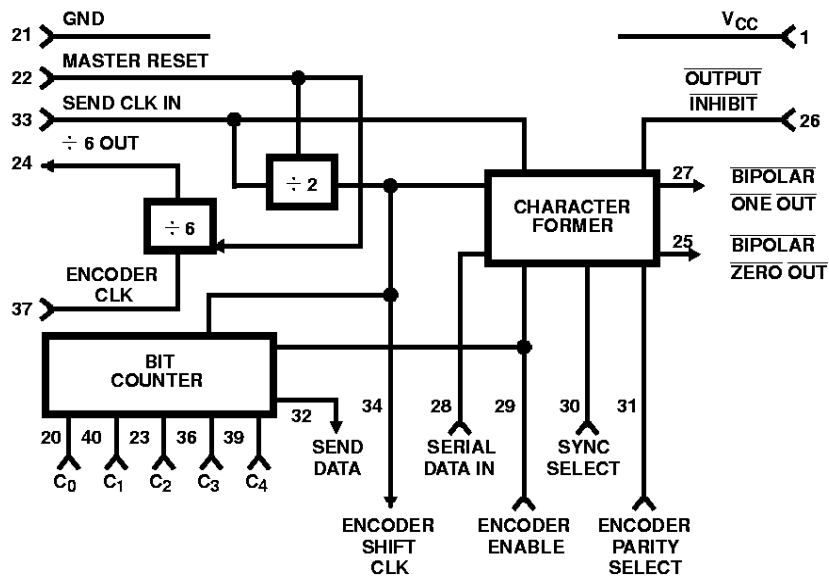 GND
21
V_CC
1
MASTER RESET
22
OUTPUT
INHIBIT
26
SEND CLK IN
33
÷ 6 OUT
24
÷ 2
÷ 6
CHARACTER
FORMER
27
BIPOLAR
ONE OUT
25
BIPOLAR
ZERO OUT
ENCODER
CLK
37
BIT
COUNTER
32
34
28
29
30
31
20
40
23
36
39
C0
C1
C2
C3
C4
SEND
DATA
SERIAL
DATA IN
SYNC
SELECT
ENCODER
SHIFT
CLK
ENCODER
ENABLE
ENCODER
PARITY
SELECT